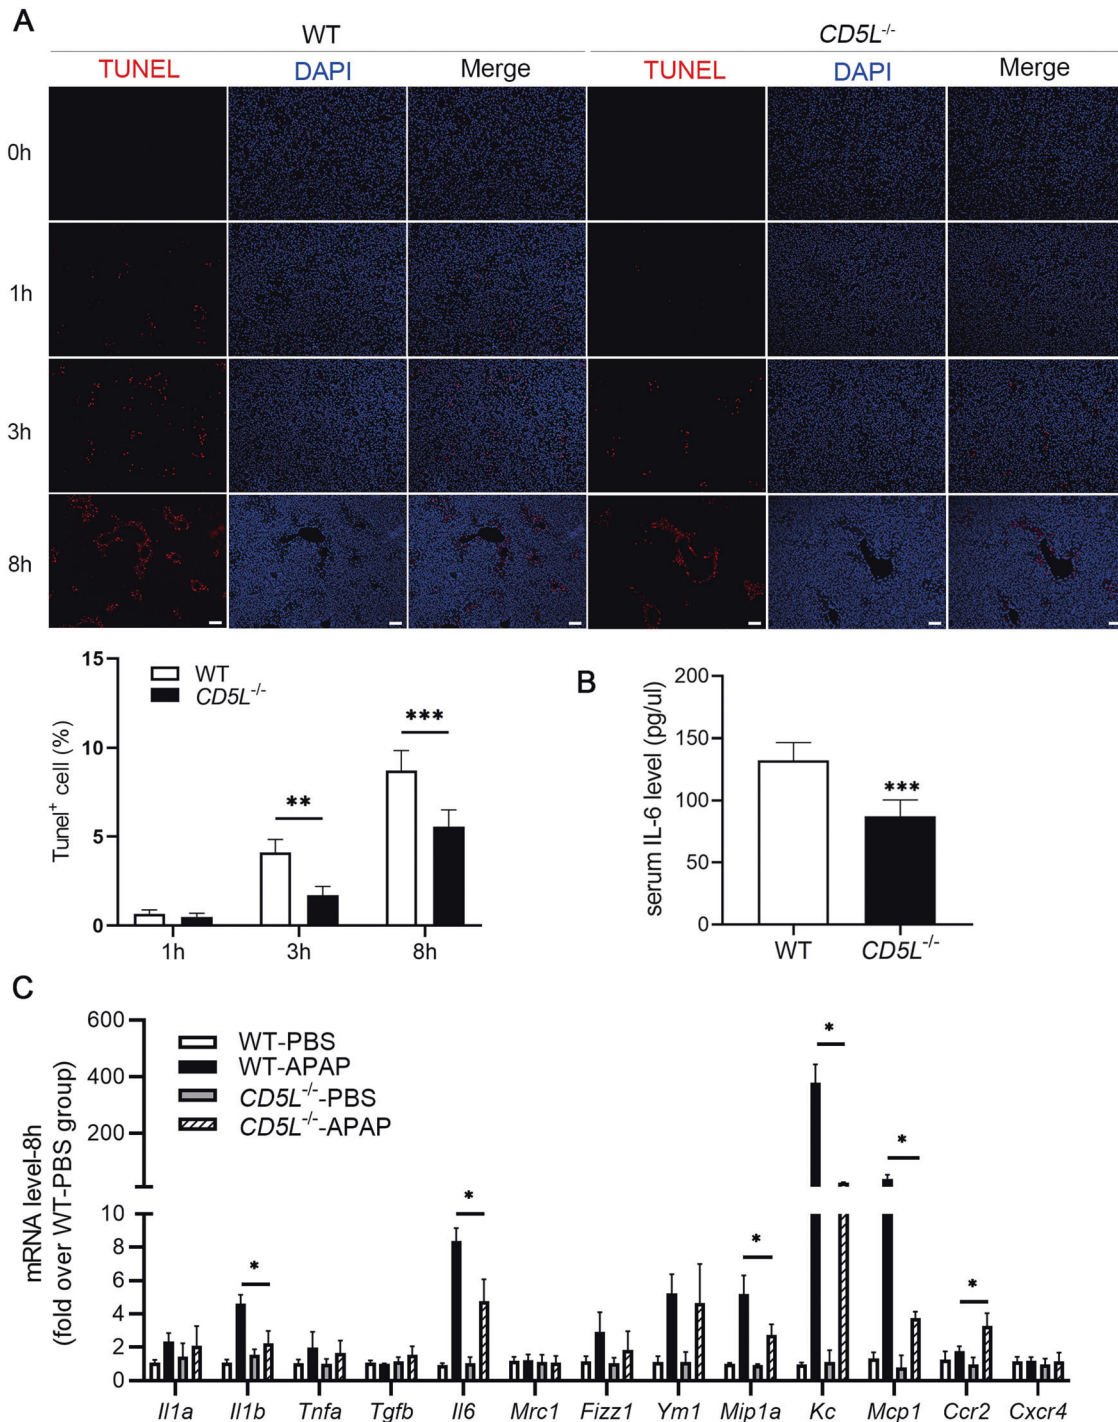 A
WT CD5L-/-
TUNEL DAPI Merge TUNEL DAPI Merge
0h
1h
3h
8h
15
10
5
0
Tunel+ cell (%)
WT
CD5L-/-
** ***
1h 3h 8h
B
200
150
100
50
0
serum IL-6 level (pg/ul)
***
WT CD5L-/-
C
600
400
200
10
8
6
4
2
0
mRNA level-8h
(fold over WT-PBS group)
WT-PBS
WT-APAP
CD5L-/--PBS
CD5L-/--APAP
* * * * * *
Il1a Il1b Tnfa Tgfb Il6 Mrc1 Fizz1 Ym1 Mip1a Kc Mcp1 Ccr2 Cxcr4